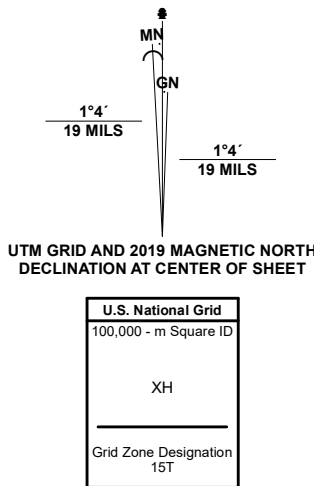 MN
GN
1°4´
19 MILS
1°4´
19 MILS
UTM GRID AND 2019 MAGNETIC NORTH
DECLINATION AT CENTER OF SHEET
U.S. National Grid
100,000 - m Square ID
XH
Grid Zone Designation
15T